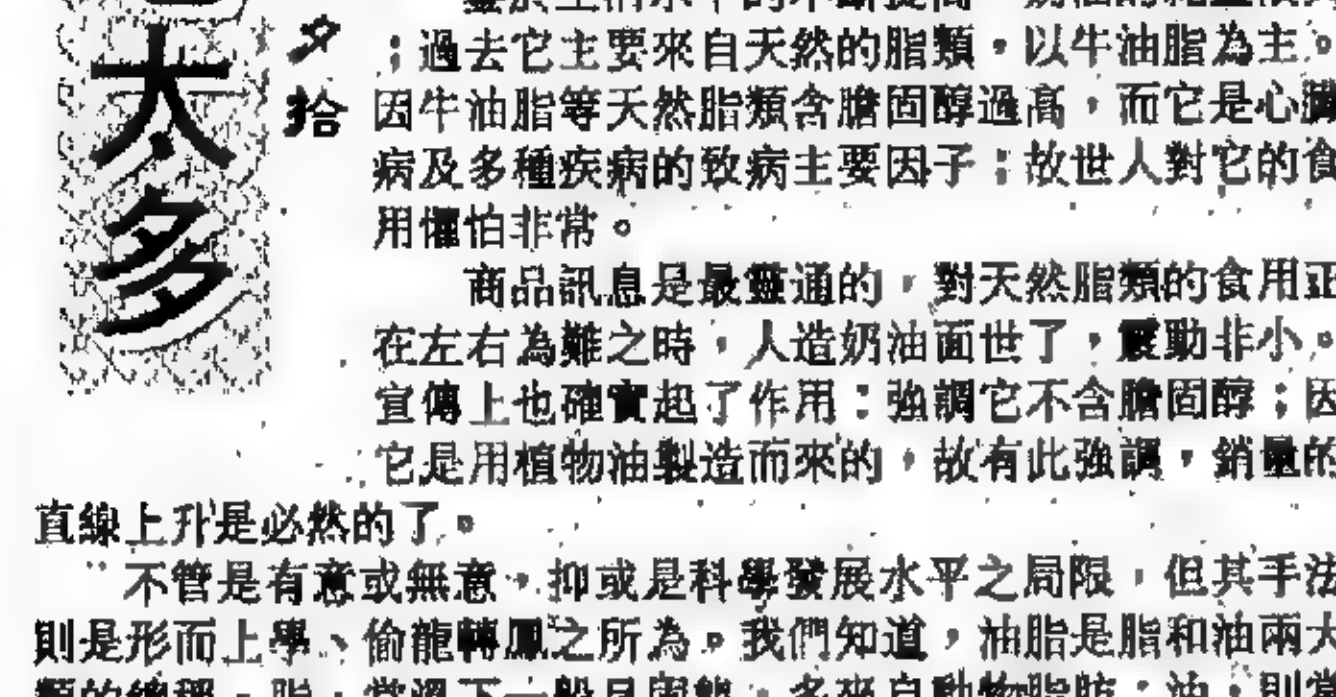 太多
夕拾
；過去它主要來自天然的脂類，以牛油脂為主。
因牛油脂等天然脂類含膽固醇過高，而它是心臟
病及多種疾病的致病主要因子；故世人對它的食
用懼怕非常。
商品訊息是最靈通的，對天然脂類的食用正
在左右為難之時，人造奶油面世了，震動非小。
宣傳上也確實起了作用：強調它不含膽固醇；因
它是用植物油製造而來的，故有此強調，銷量的
直線上升是必然的了。
不管是有意或無意，抑或是科學發展水平之局限，但其手法
則是形而上學、偷龍轉鳳之所為。我們知道，油脂是脂和油兩大